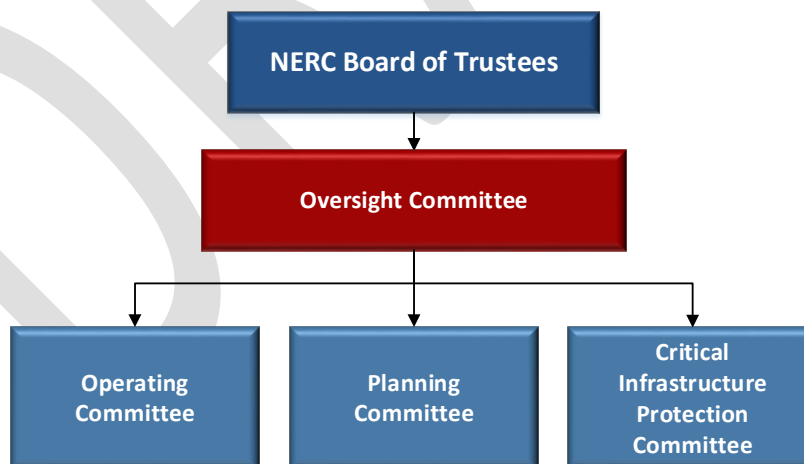 NERC Board of Trustees
Oversight Committee
Operating
Committee
Planning
Committee
Critical
Infrastructure
Protection
Committee